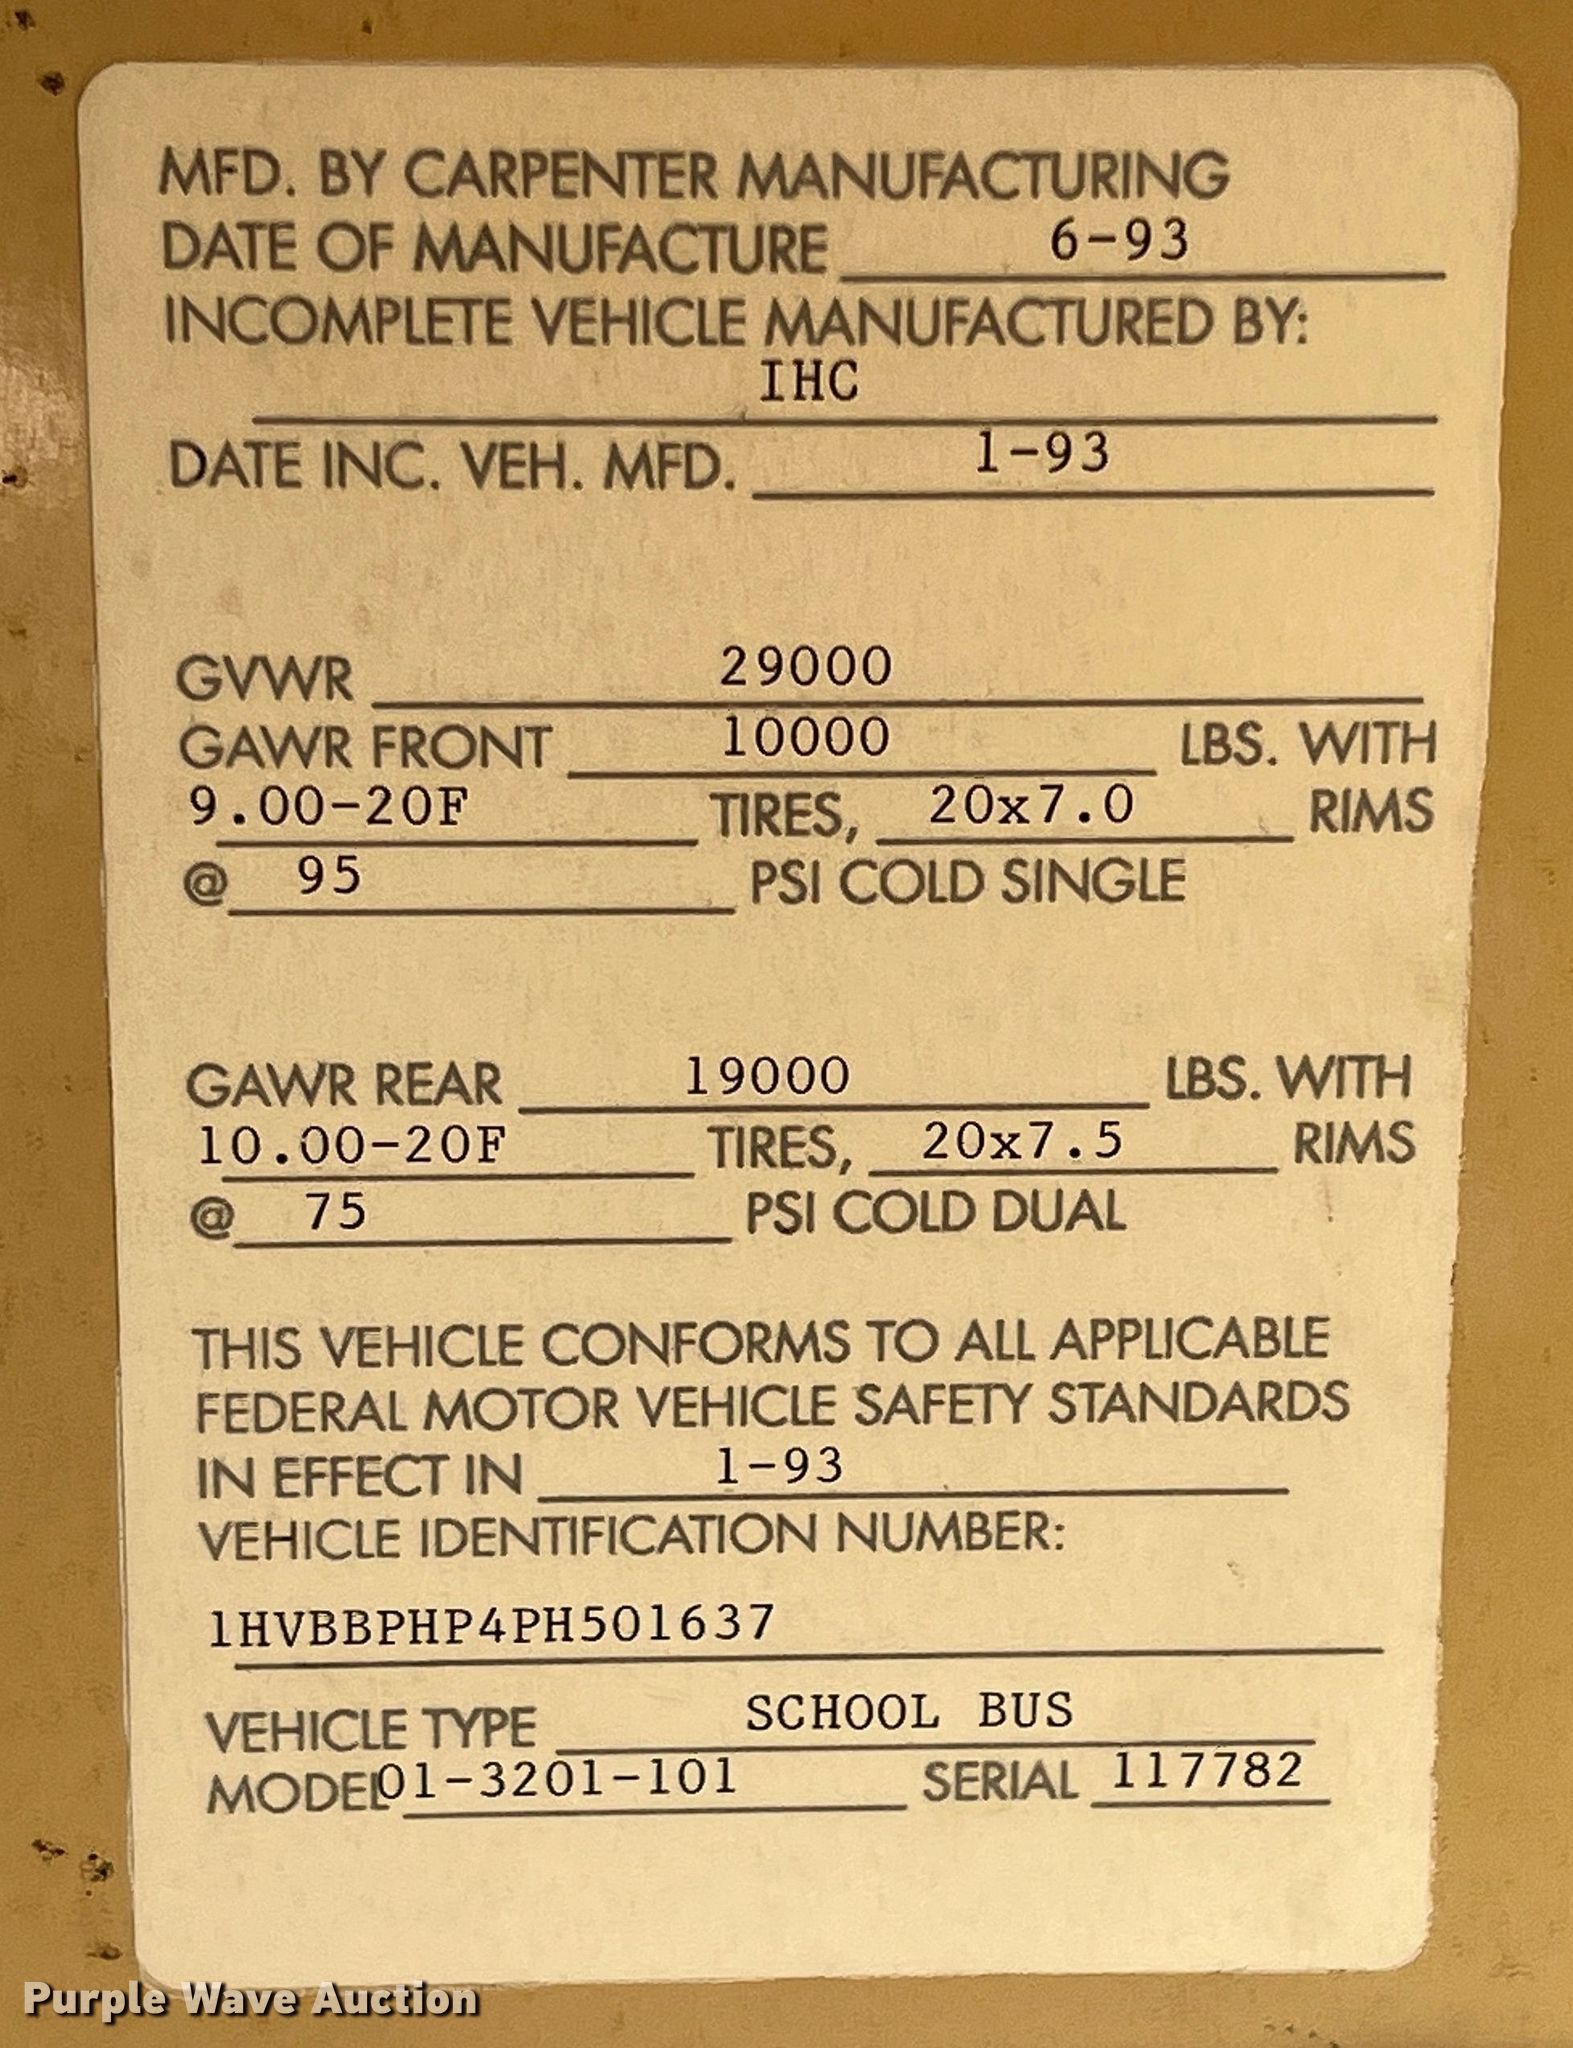 MFD. BY CARPENTER MANUFACTURING
DATE OF MANUFACTURE 6-93
INCOMPLETE VEHICLE MANUFACTURED BY:
IHC
DATE INC. VEH. MFD. 1-93
GVWR 29000
GAWR FRONT 10000 LBS. WITH
9.00-20F TIRES, 20x7.0 RIMS
@ 95 PSI COLD SINGLE
GAWR REAR 19000 LBS. WITH
10.00-20F TIRES, 20x7.5 RIMS
@ 75 PSI COLD DUAL
THIS VEHICLE CONFORMS TO ALL APPLICABLE
FEDERAL MOTOR VEHICLE SAFETY STANDARDS
IN EFFECT IN 1-93
VEHICLE IDENTIFICATION NUMBER:
1HVBBPHP4PH501637
VEHICLE TYPE SCHOOL BUS
MODEL 01-3201-101 SERIAL 117782
Purple Wave Auction